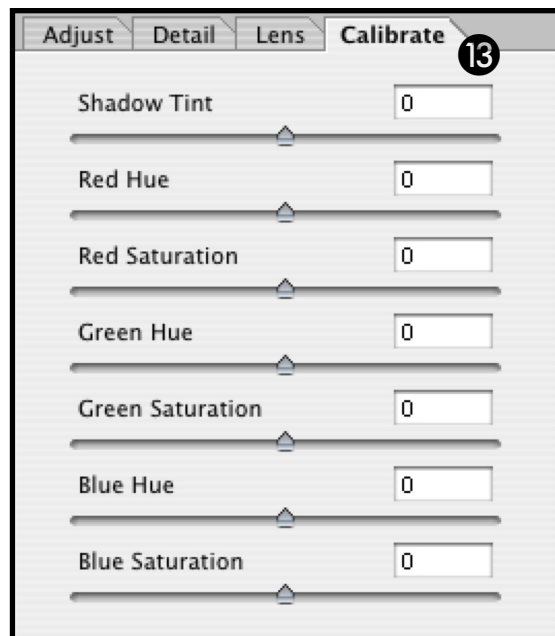 Adjust Detail Lens Calibrate 13
Shadow Tint 0
Red Hue 0
Red Saturation 0
Green Hue 0
Green Saturation 0
Blue Hue 0
Blue Saturation 0